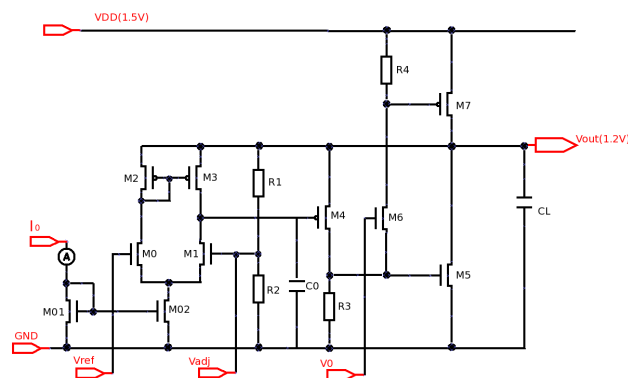 VDD(1.5V)
R4
M7
Vout(1.2V)
M2
M3
R1
M4
M6
CL
I0
A
M0
M1
M5
R2
C0
R3
M01
M02
GND
Vref
Vadj
V0